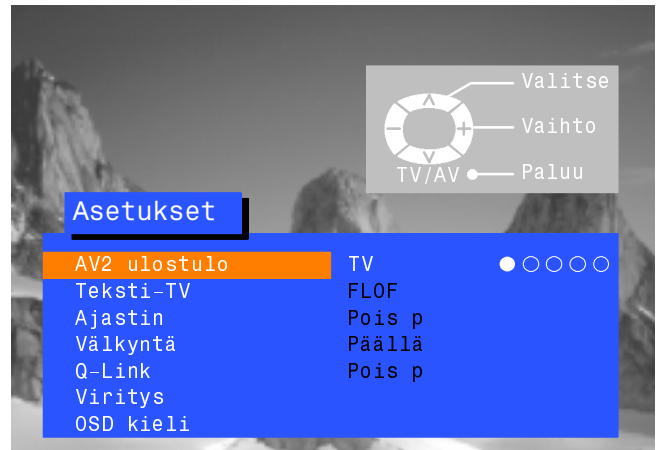 Valitse
Vaihto
TV/AV Paluu
Asetukset
AV2 ulostulo TV
Teksti-TV FLOF
Ajastin Pois p
Välkyntä Päällä
Q-Link Pois p
Viritys
OSD kieli